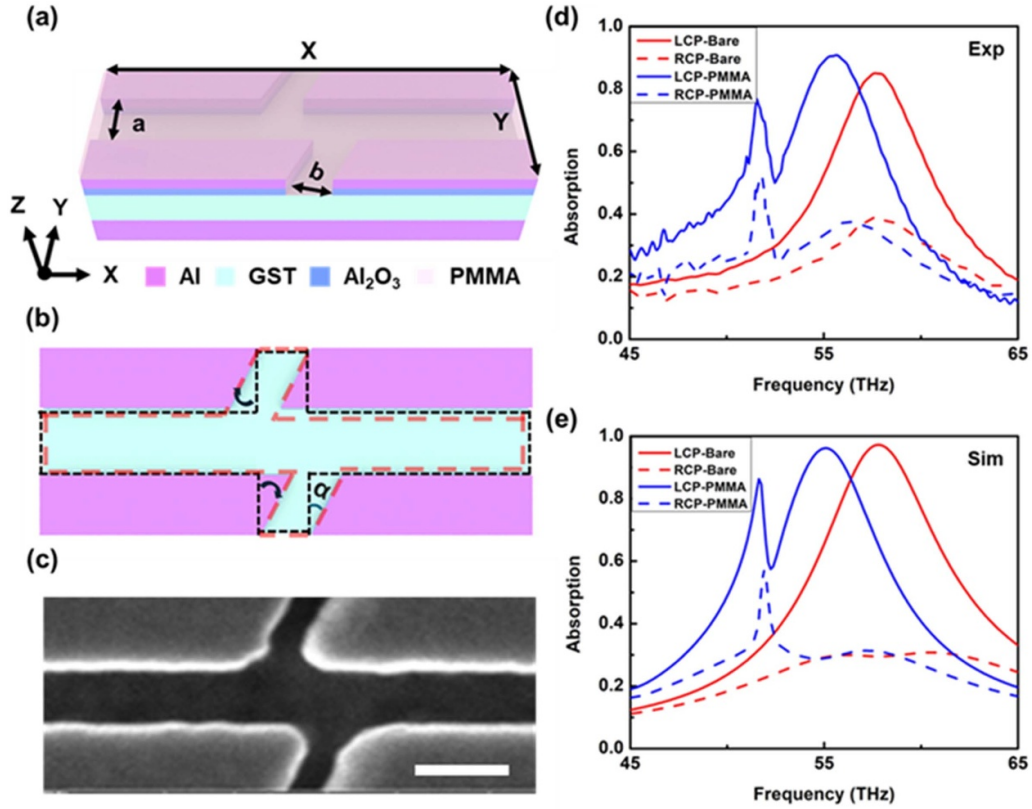 (a)
X
Y
a
b
Z
Y
X
Al
GST
Al₂O₃
PMMA
(b)
α
(c)
(d)
1.0
0.8
0.6
0.4
0.2
0.0
Absorption
LCP-Bare
RCP-Bare
LCP-PMMA
RCP-PMMA
Exp
45
55
65
Frequency (THz)
(e)
1.0
0.8
0.6
0.4
0.2
0.0
Absorption
LCP-Bare
RCP-Bare
LCP-PMMA
RCP-PMMA
Sim
45
55
65
Frequency (THz)